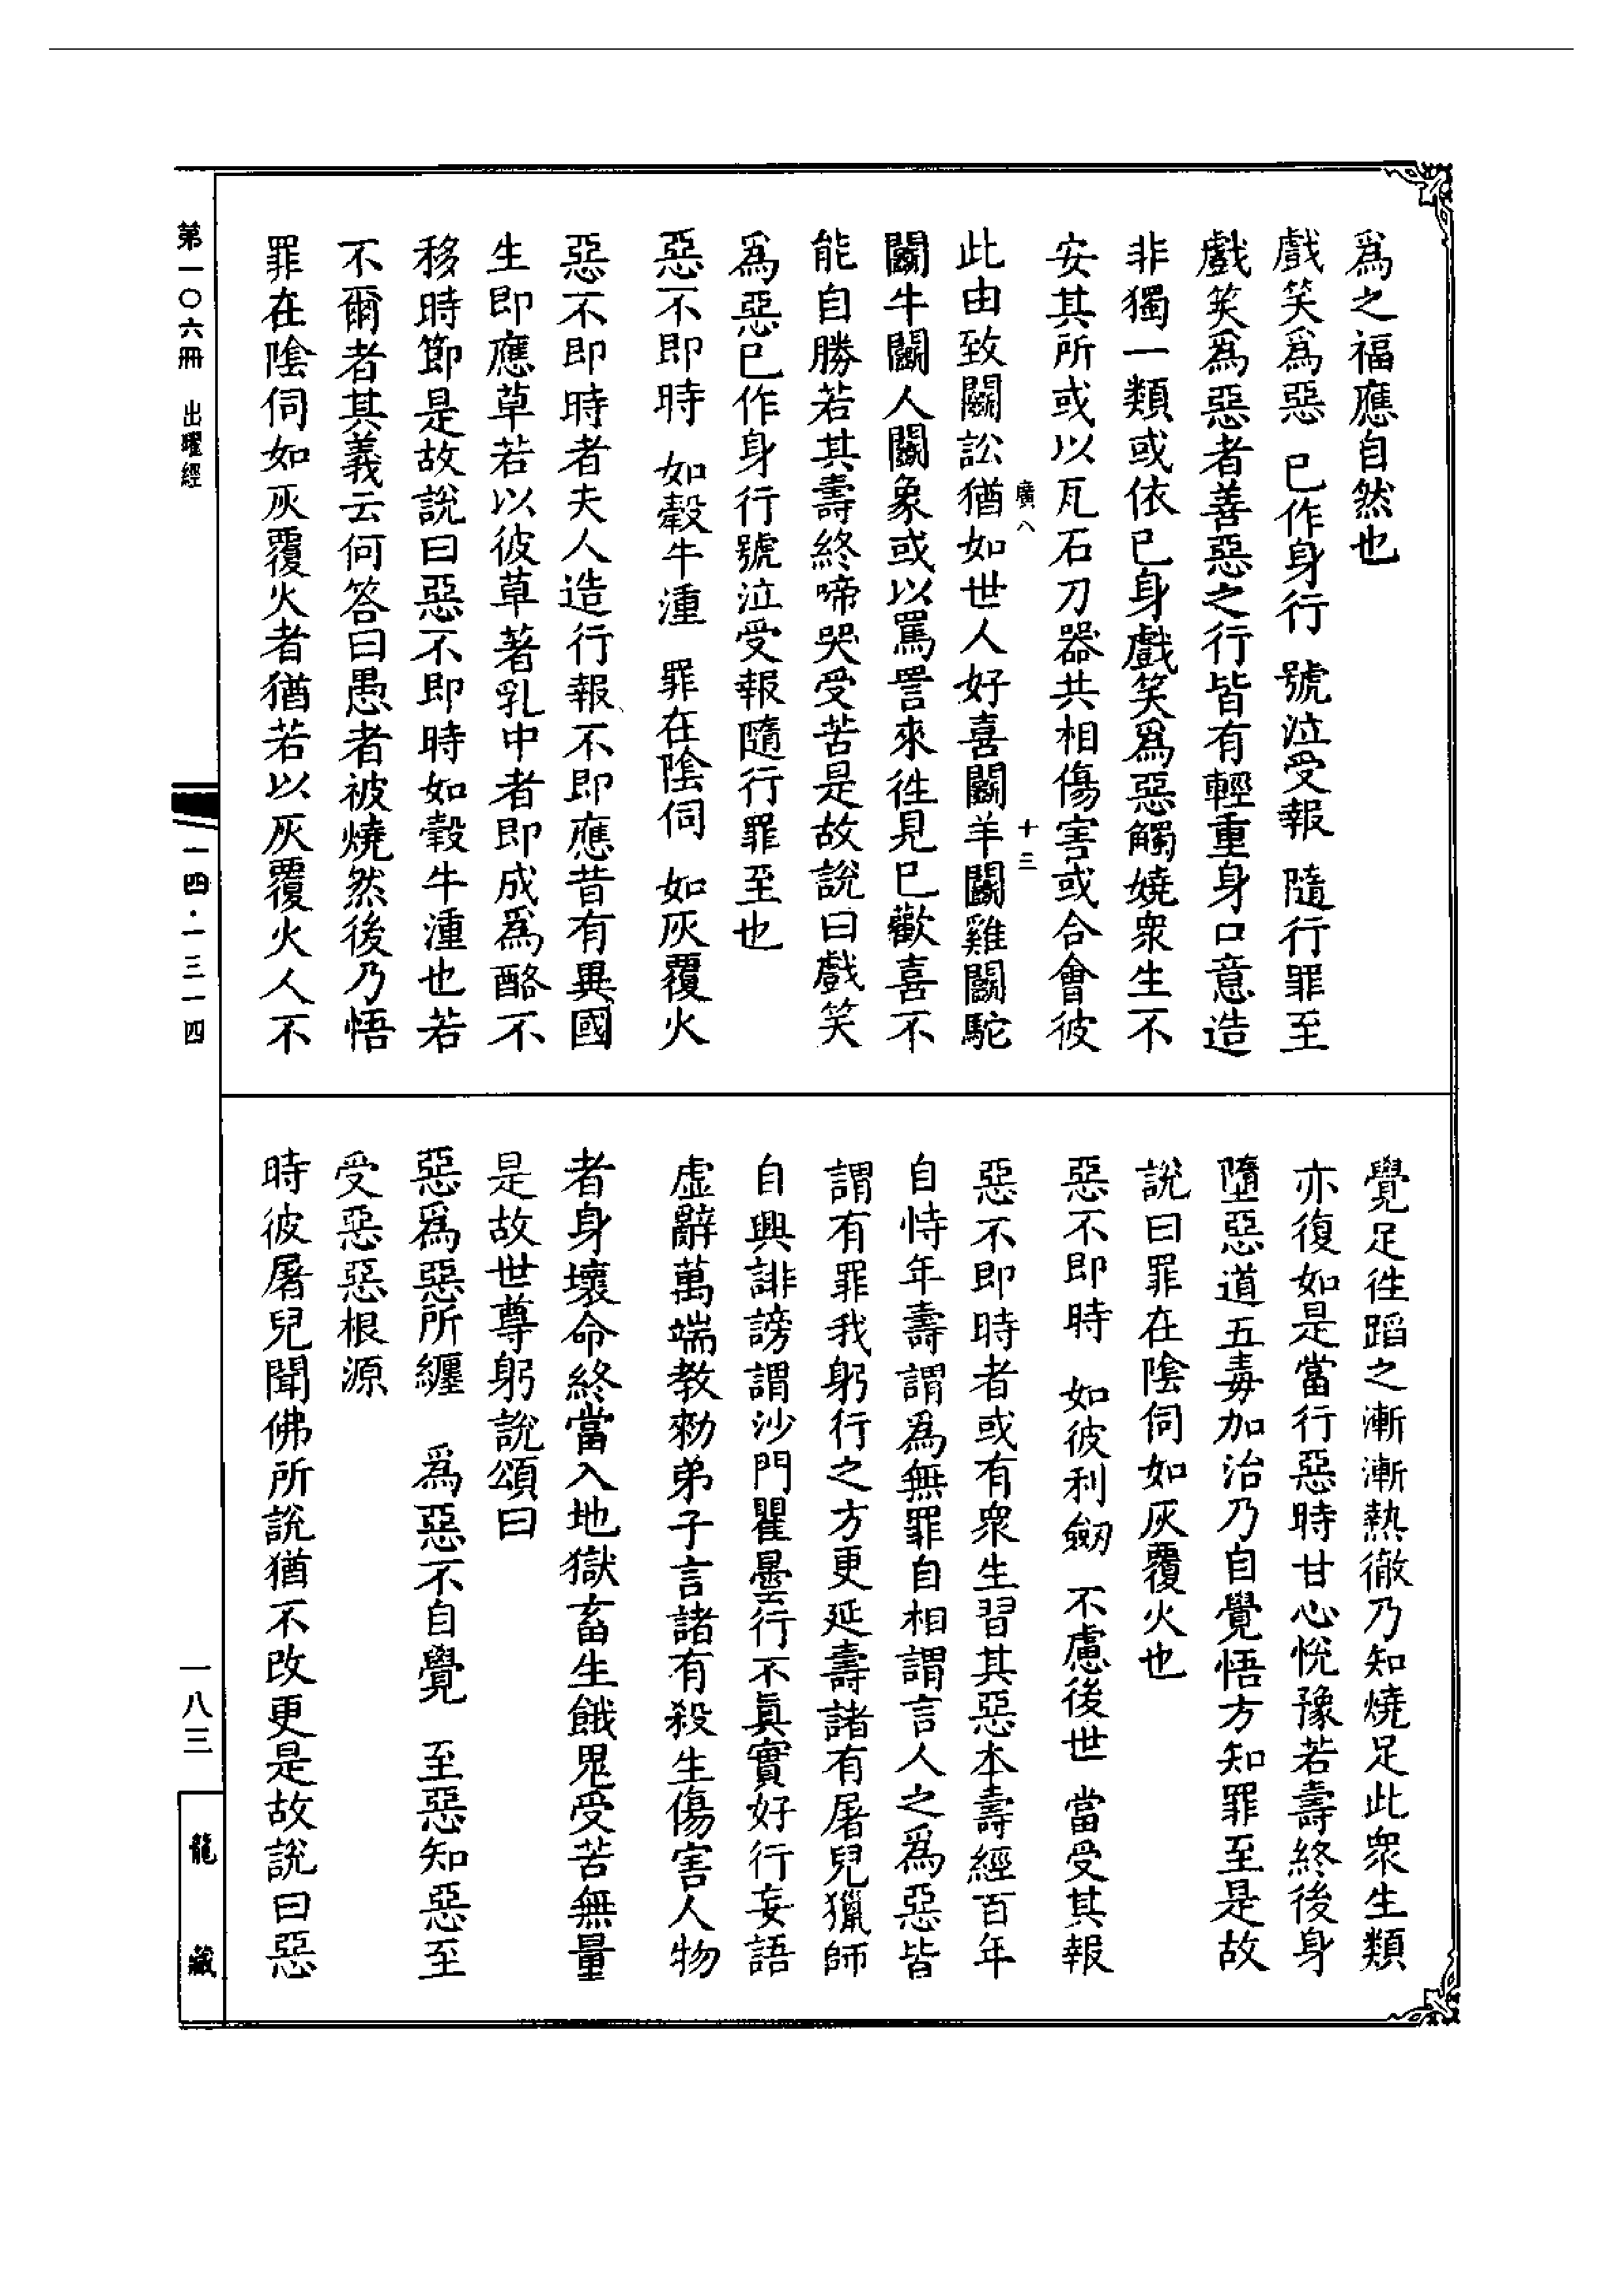 為之福應自然也
戲笑為惡　已作身行　號泣受報　隨行罪至
戲笑為惡者善惡之行皆有輕重身口意造
非獨一類或依已身戲笑為惡觸嬈衆生不
安其所或以瓦石刀器共相傷害或合會彼
此由致鬬訟猶如世人好喜鬬羊鬬雞鬬駝
廣八　十三
鬬牛鬬人鬬象或以罵詈來徃見已歡喜不
能自勝若其壽終啼哭受苦是故說曰戲笑
為惡已作身行號泣受報隨行罪至也
惡不即時　如𤚲牛湩　罪在陰伺　如灰覆火
惡不即時者夫人造行報不即應昔有異國
生即應草若以彼草著乳中者即成為酪不
移時節是故說曰惡不即時如𤚲牛湩也若
不爾者其義云何答曰愚者被燒然後乃悟
罪在陰伺如灰覆火者猶若以灰覆火人不
覺足徃蹈之漸漸熱徹乃知燒足此衆生類
亦復如是當行惡時甘心恱豫若壽終後身
墮惡道五毒加治乃自覺悟方知罪至是故
說曰罪在陰伺如灰覆火也
惡不即時　如彼利劒　不慮後世　當受其報
惡不即時者或有衆生習其惡本壽經百年
自恃年壽謂為無罪自相謂言人之為惡皆
謂有罪我躬行之方更延壽諸有屠兒獵師
自興誹謗謂沙門瞿曇行不眞實好行妄語
虛辭萬端教勑弟子言諸有殺生傷害人物
者身壞命終當入地獄畜生餓鬼受苦無量
是故世尊躬說頌曰
惡為惡所纏　為惡不自覺　至惡知惡至
受惡惡根源
時彼屠兒聞佛所說猶不改更是故說曰惡
第一〇六冊　出曜經
一四·一三一四
一八三
龍藏